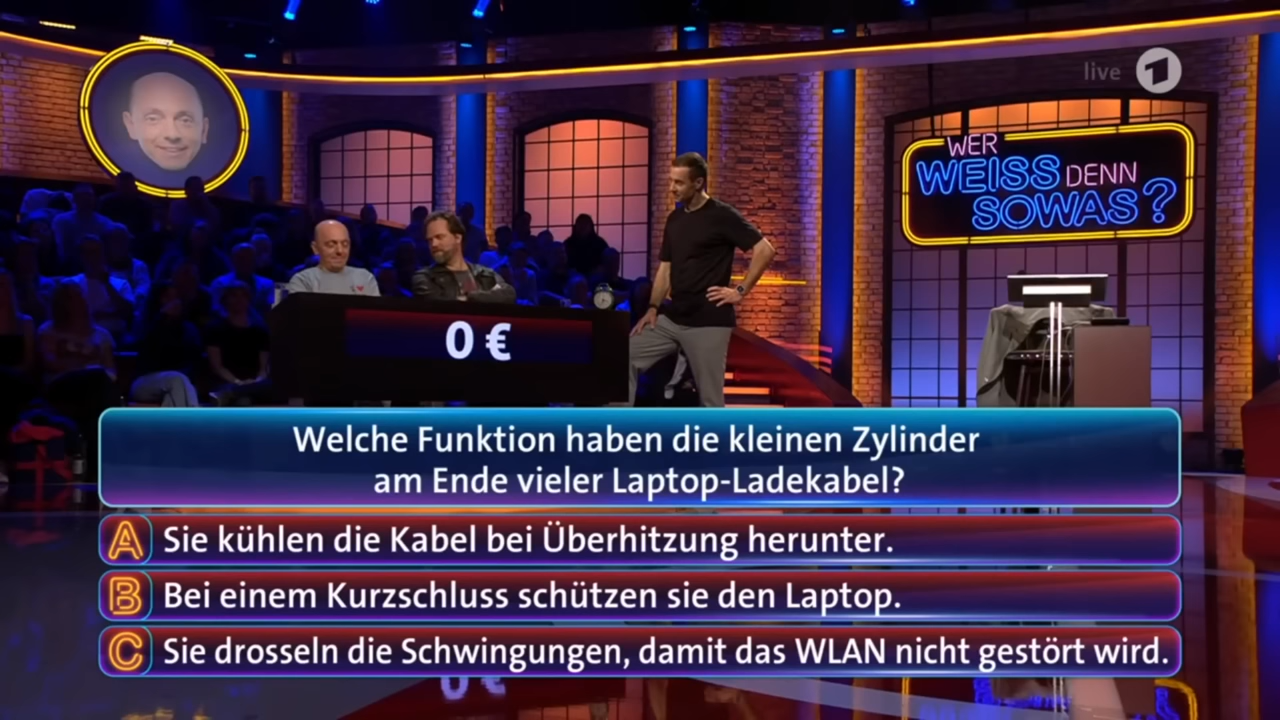 live 1
WER
WEISS DENN
SOWAS?
0 €
Welche Funktion haben die kleinen Zylinder
am Ende vieler Laptop-Ladekabel?
A Sie kühlen die Kabel bei Überhitzung herunter.
B Bei einem Kurzschluss schützen sie den Laptop.
C Sie drosseln die Schwingungen, damit das WLAN nicht gestört wird.
0 €